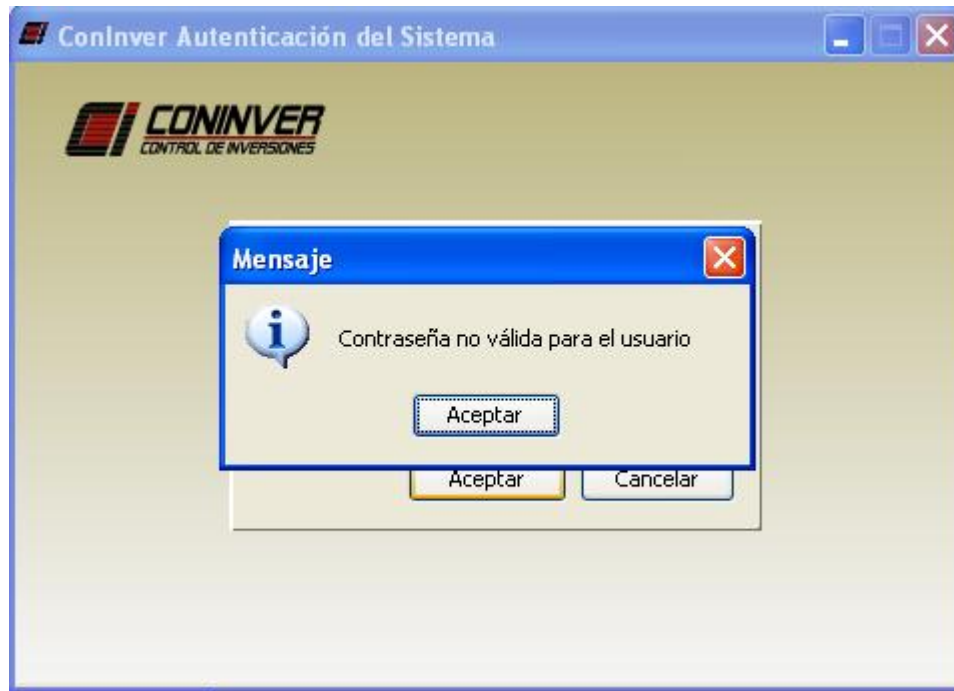 ConInver Autenticación del Sistema
CONINVER
CONTROL DE INVERSIONES
Mensaje
Contraseña no válida para el usuario
Aceptar
Aceptar Cancelar